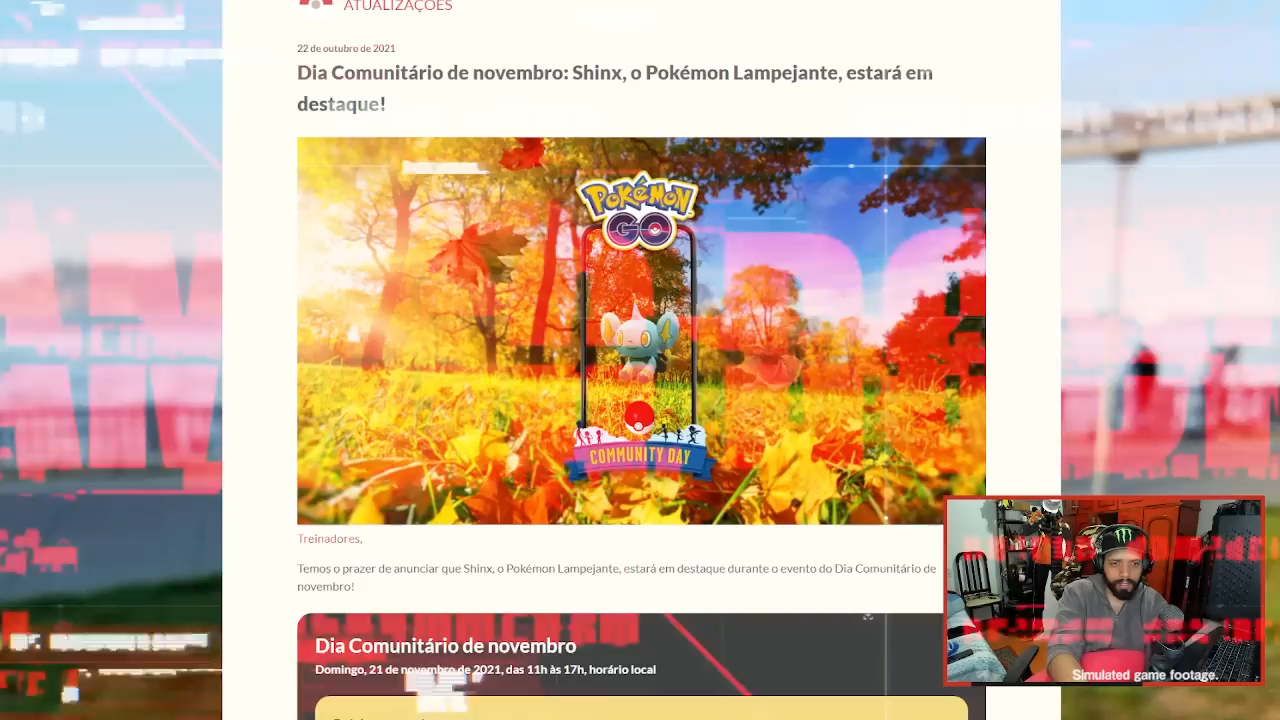 ATUALIZAÇÕES
22 de outubro de 2021
Dia Comunitário de novembro: Shinx, o Pokémon Lampejante, estará em
destaque!
POKÉMON
GO
COMMUNITY DAY
Treinadores,
Temos o prazer de anunciar que Shinx, o Pokémon Lampejante, estará em destaque durante o evento do Dia Comunitário de
novembro!
Dia Comunitário de novembro
Domingo, 21 de novembro de 2021, das 11h às 17h, horário local
Simulated game footage.